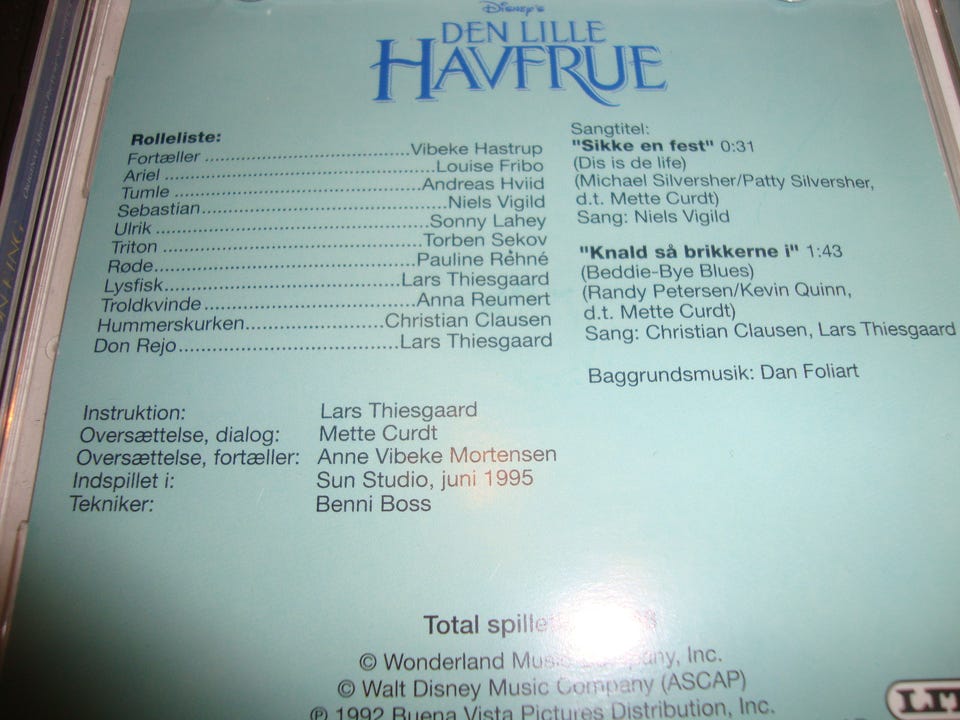 Disney's
DEN LILLE
HAVFRUE
Rolleliste:
Fortæller ........................................Vibeke Hastrup
Ariel .....................................................Louise Fribo
Tumle ................................................Andreas Hviid
Sebastian...............................................Niels Vigild
Ulrik .....................................................Sonny Lahey
Triton ..................................................Torben Sekov
Røde...................................................Pauline Rehné
Lysfisk..............................................Lars Thiesgaard
Troldkvinde .......................................Anna Reumert
Hummerskurken.......................Christian Clausen
Don Rejo...........................................Lars Thiesgaard
Instruktion: Lars Thiesgaard
Oversættelse, dialog: Mette Curdt
Oversættelse, fortæller: Anne Vibeke Mortensen
Indspillet i: Sun Studio, juni 1995
Tekniker: Benni Boss
Sangtitel:
"Sikke en fest" 0:31
(Dis is de life)
(Michael Silversher/Patty Silversher,
d.t. Mette Curdt)
Sang: Niels Vigild
"Knald så brikkerne i" 1:43
(Beddie-Bye Blues)
(Randy Petersen/Kevin Quinn,
d.t. Mette Curdt)
Sang: Christian Clausen, Lars Thiesgaard
Baggrundsmusik: Dan Foliart
Total
© Wonderland Music Company, Inc.
© Walt Disney Music Company (ASCAP)
℗ 1992 Buena Vista Pictures Distribution, Inc.